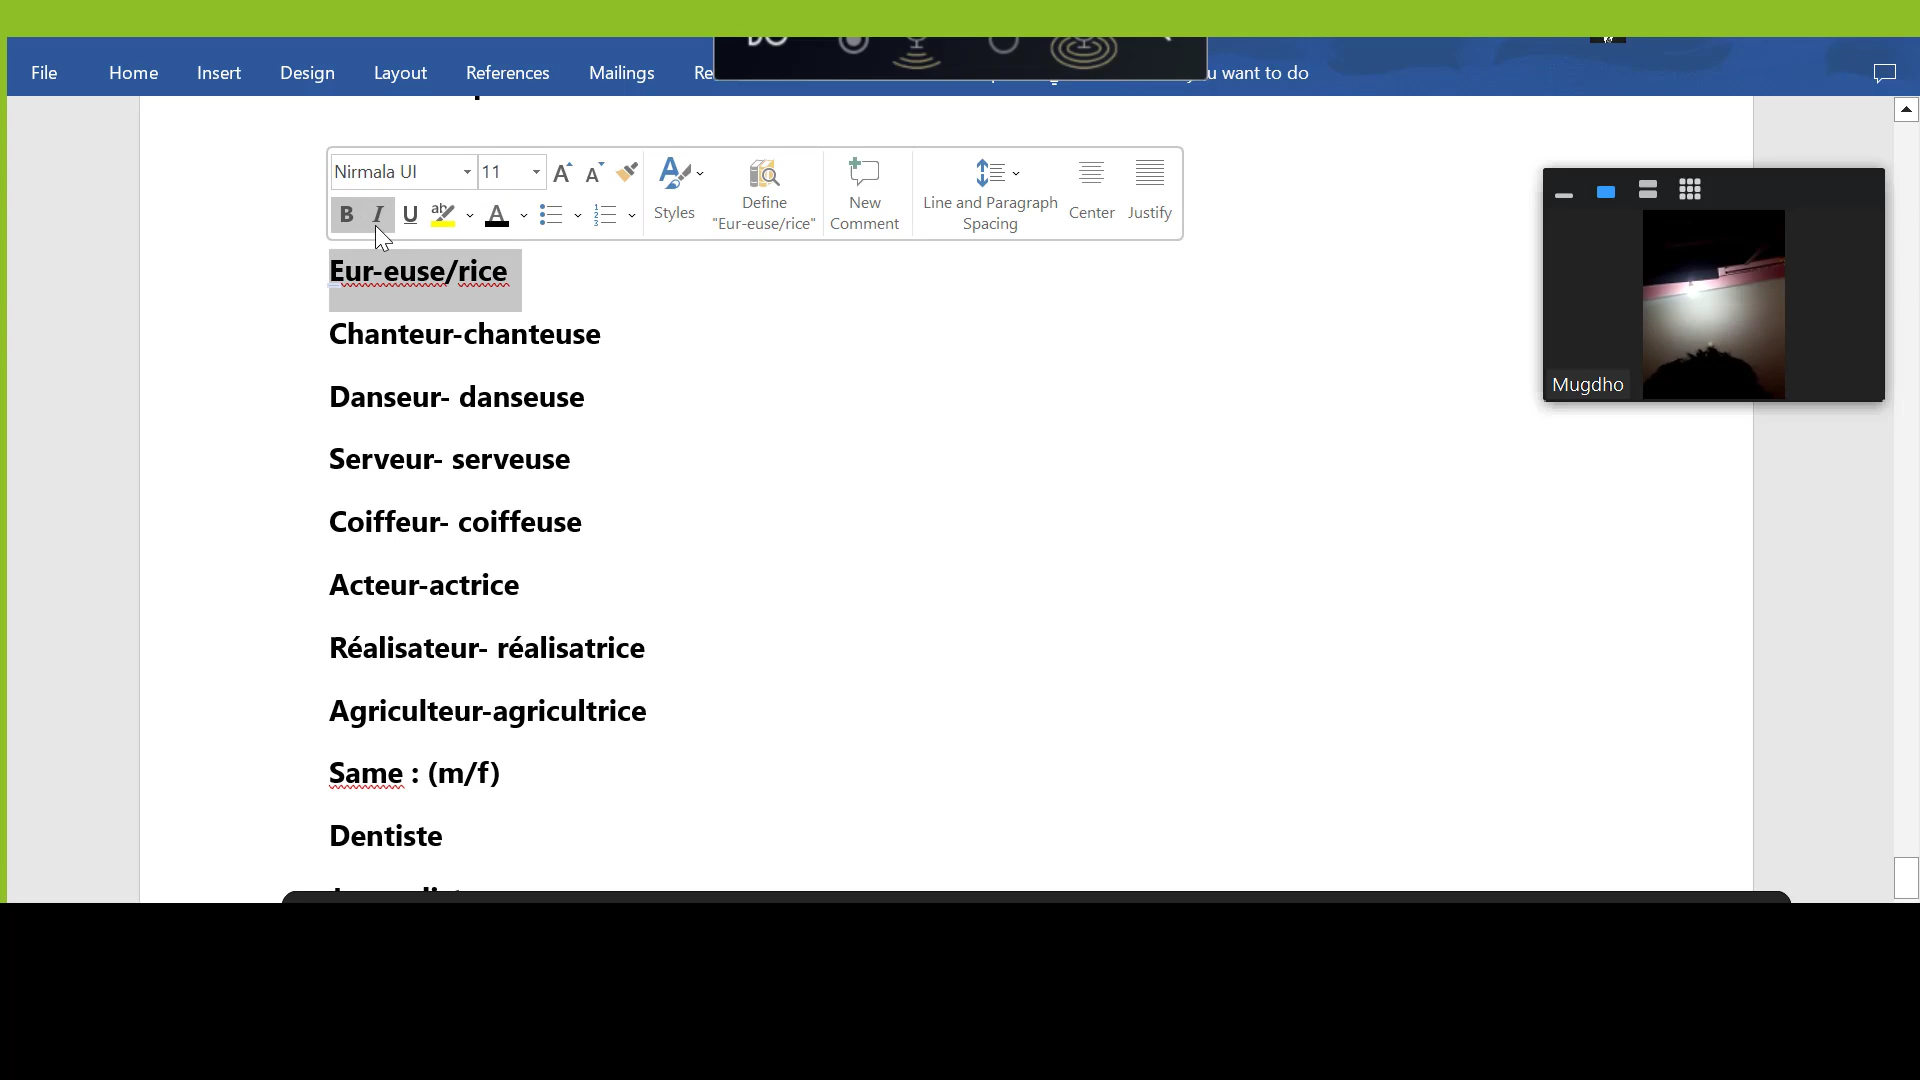 File Home Insert Design Layout References Mailings Re u want to do
Nirmala UI 11
Styles Define "Eur-euse/rice" New Comment Line and Paragraph Spacing Center Justify
B I U
Eur-euse/rice
Chanteur-chanteuse
Danseur- danseuse
Serveur- serveuse
Coiffeur- coiffeuse
Acteur-actrice
Réalisateur- réalisatrice
Agriculteur-agricultrice
Same : (m/f)
Dentiste
Mugdho